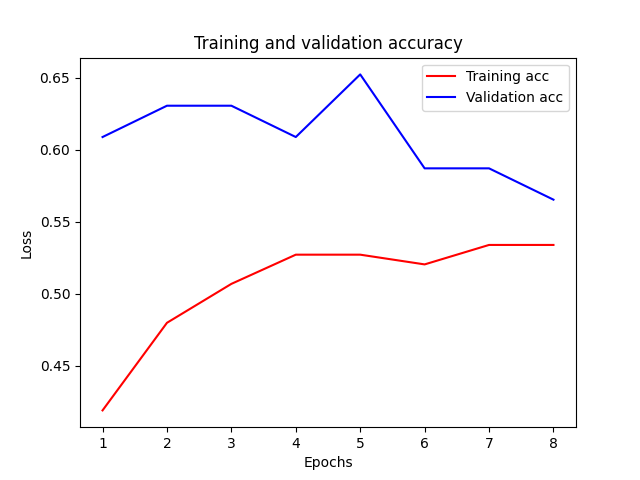 Training and validation accuracy
Training acc
Validation acc
0.65
0.60
0.55
0.50
0.45
Loss
1 2 3 4 5 6 7 8
Epochs